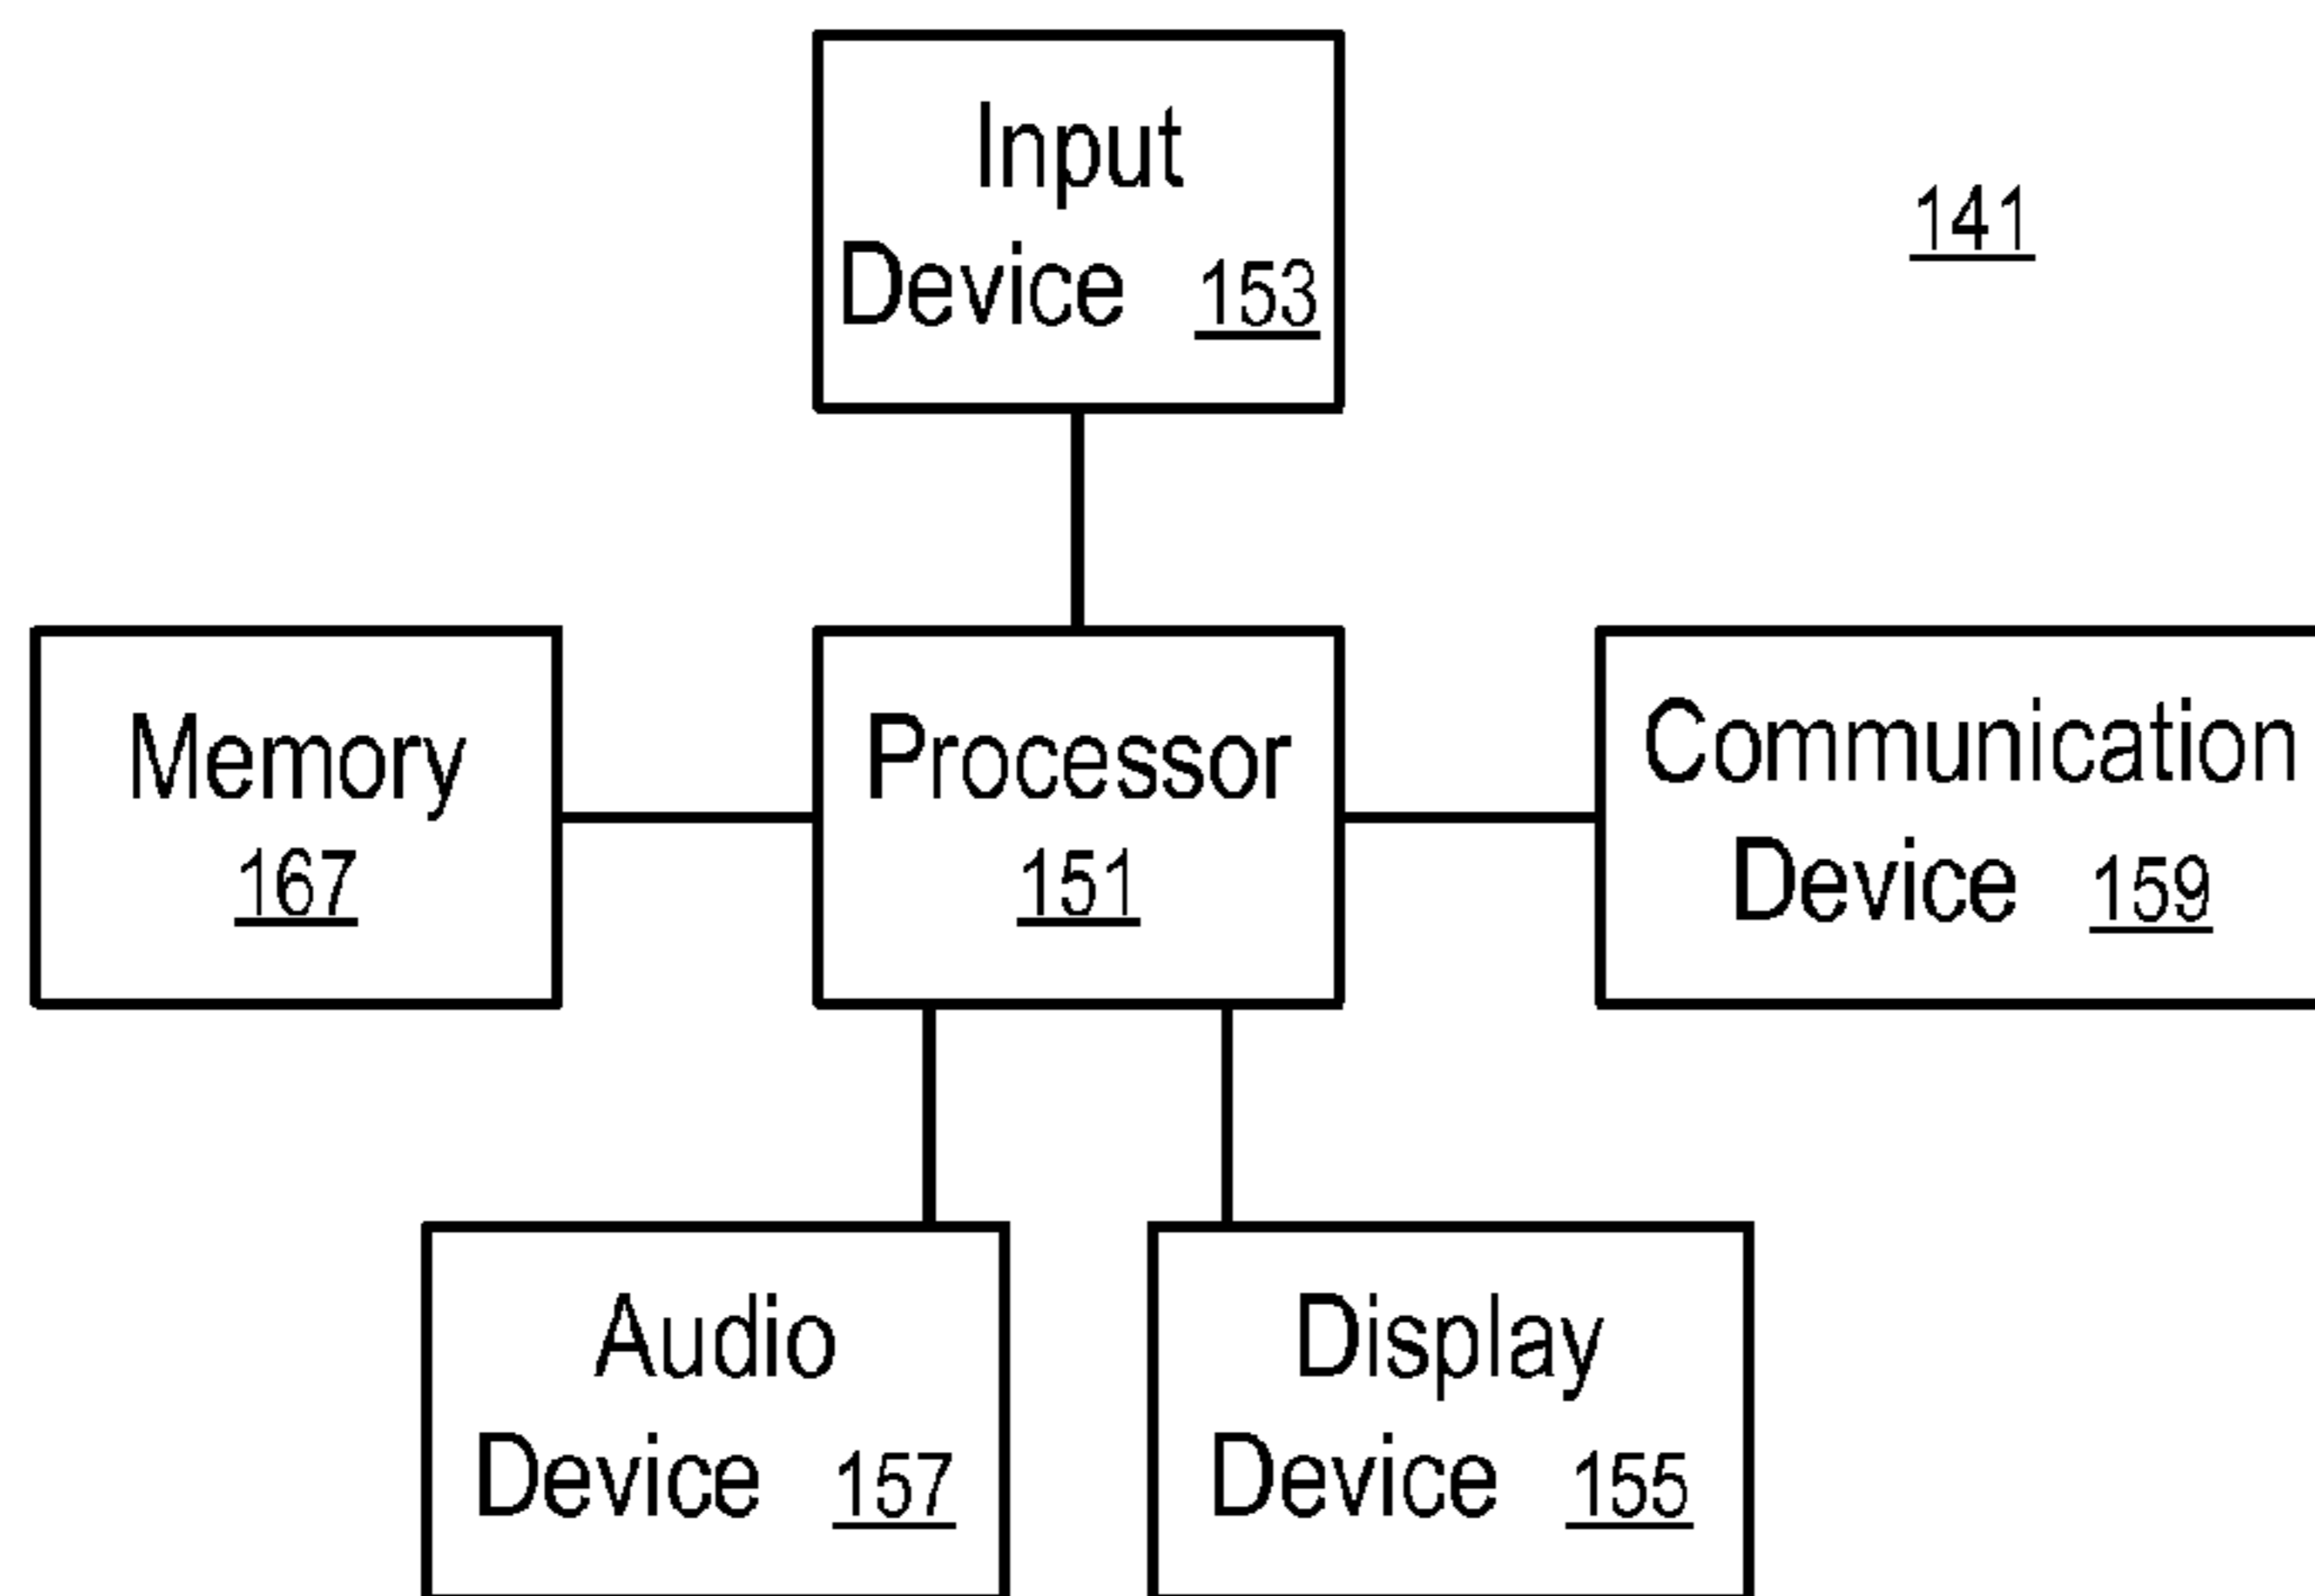 Input
Device 153
141
Memory
167
Processor
151
Communication
Device 159
Audio
Device 157
Display
Device 155